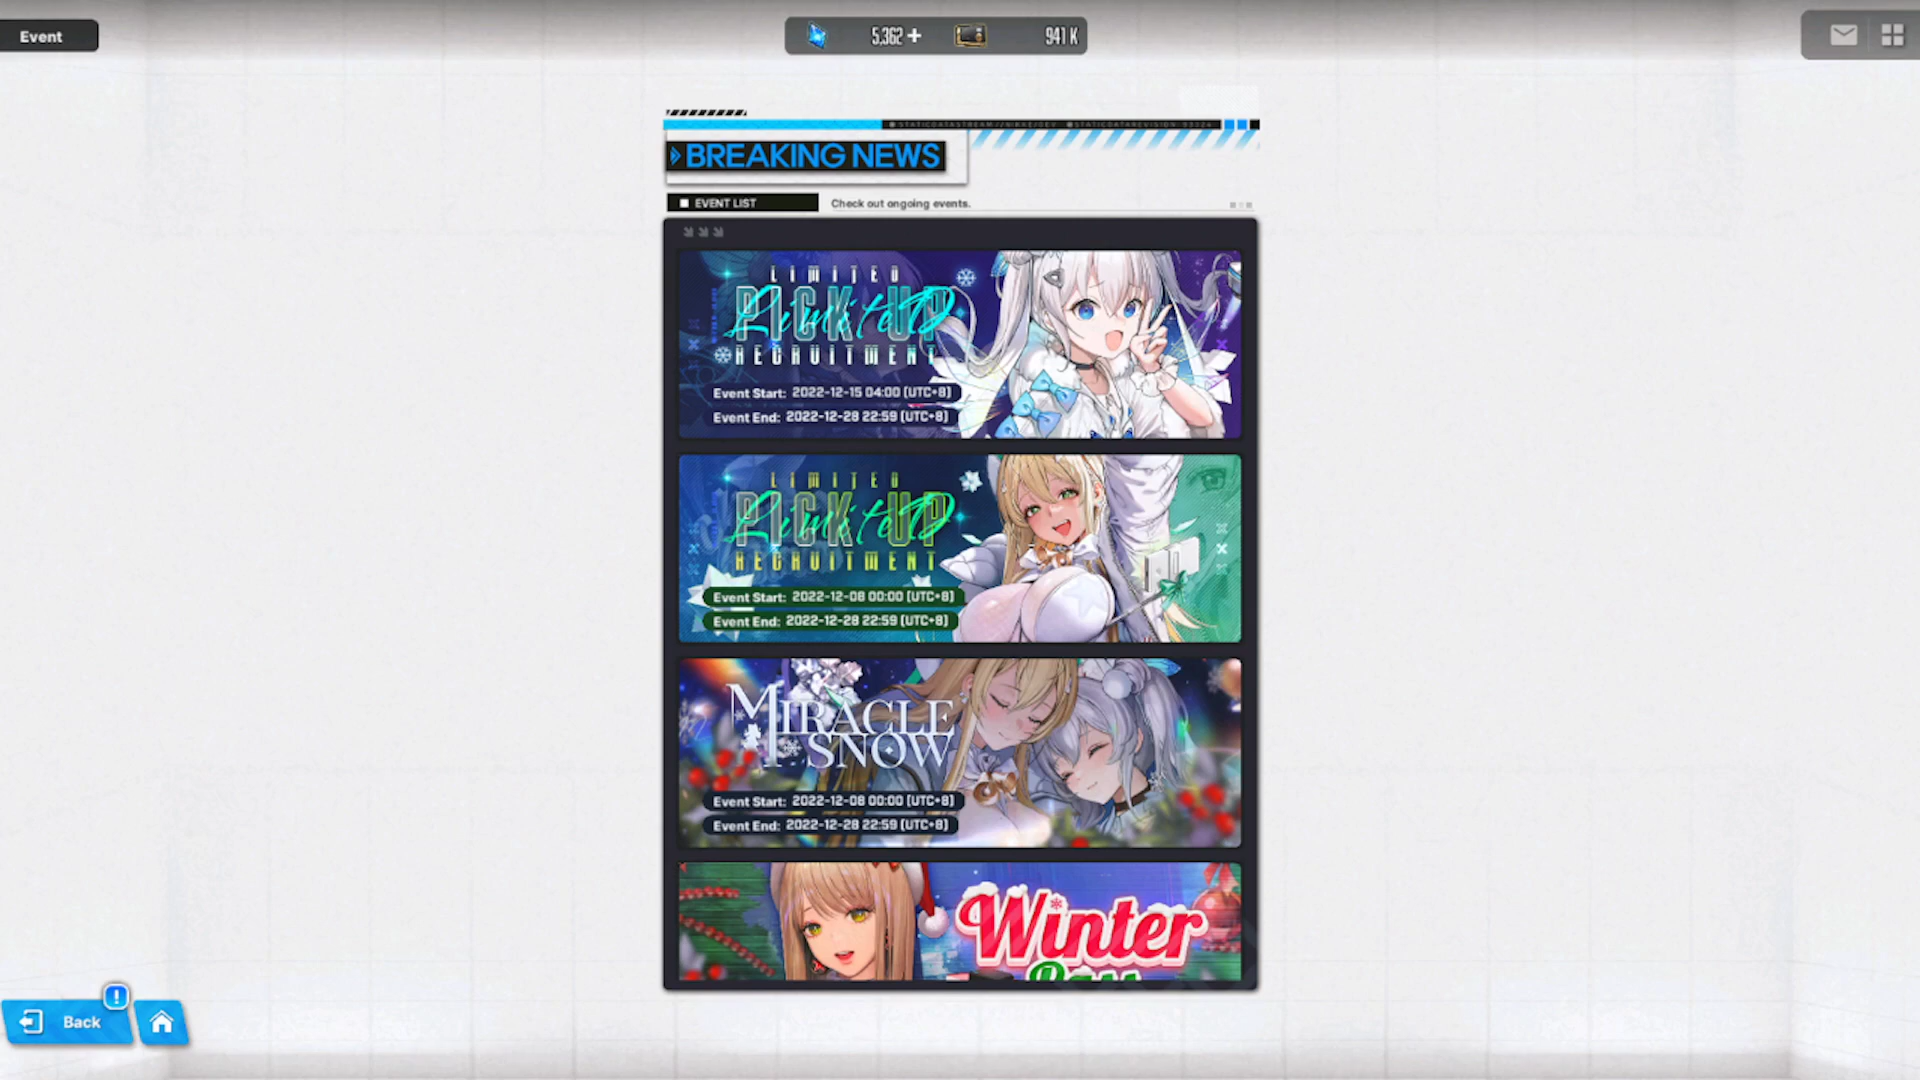 Event
5,362
941 K
BREAKING NEWS
EVENT LIST
Check out ongoing events.
LIMITED
PICK UP
LimiteD
RECRUITMENT
Event Start: 2022-12-15 04:00 (UTC+8)
Event End: 2022-12-28 22:59 (UTC+8)
LIMITED
PICK UP
LimiteD
RECRUITMENT
Event Start: 2022-12-08 00:00 (UTC+8)
Event End: 2022-12-28 22:59 (UTC+8)
MIRACLE
SNOW
Event Start: 2022-12-08 00:00 (UTC+8)
Event End: 2022-12-28 22:59 (UTC+8)
Winter
Back